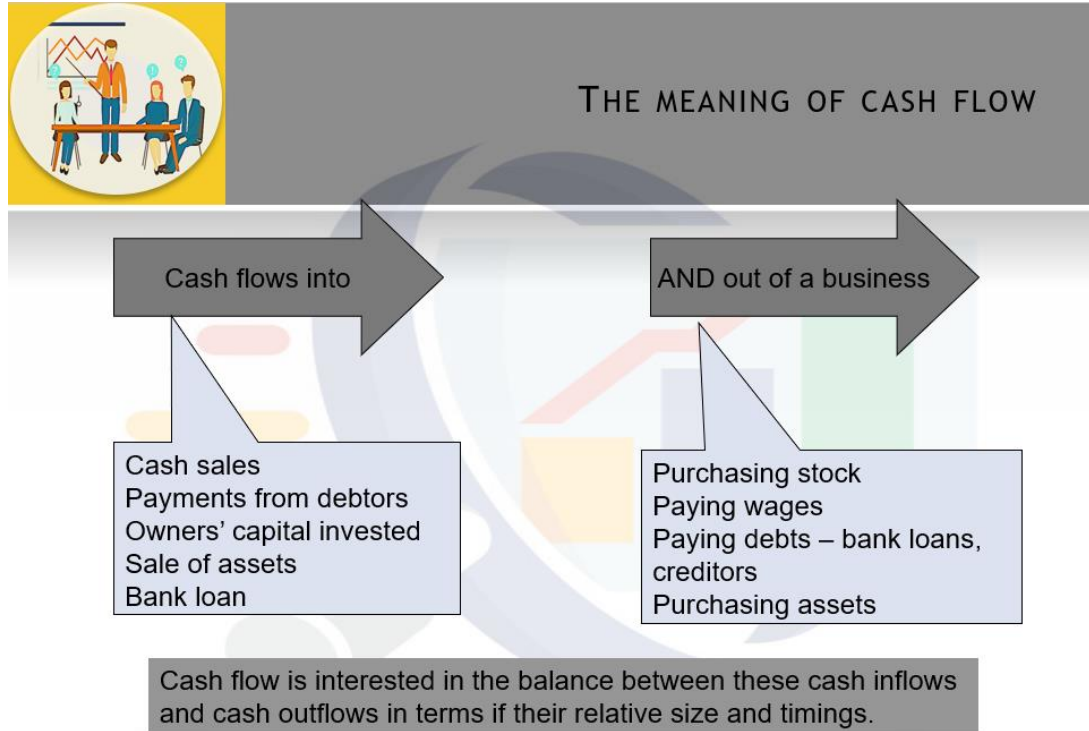 THE MEANING OF CASH FLOW
Cash flows into
AND out of a business
Cash sales
Payments from debtors
Owners’ capital invested
Sale of assets
Bank loan
Purchasing stock
Paying wages
Paying debts – bank loans,
creditors
Purchasing assets
Cash flow is interested in the balance between these cash inflows
and cash outflows in terms if their relative size and timings.